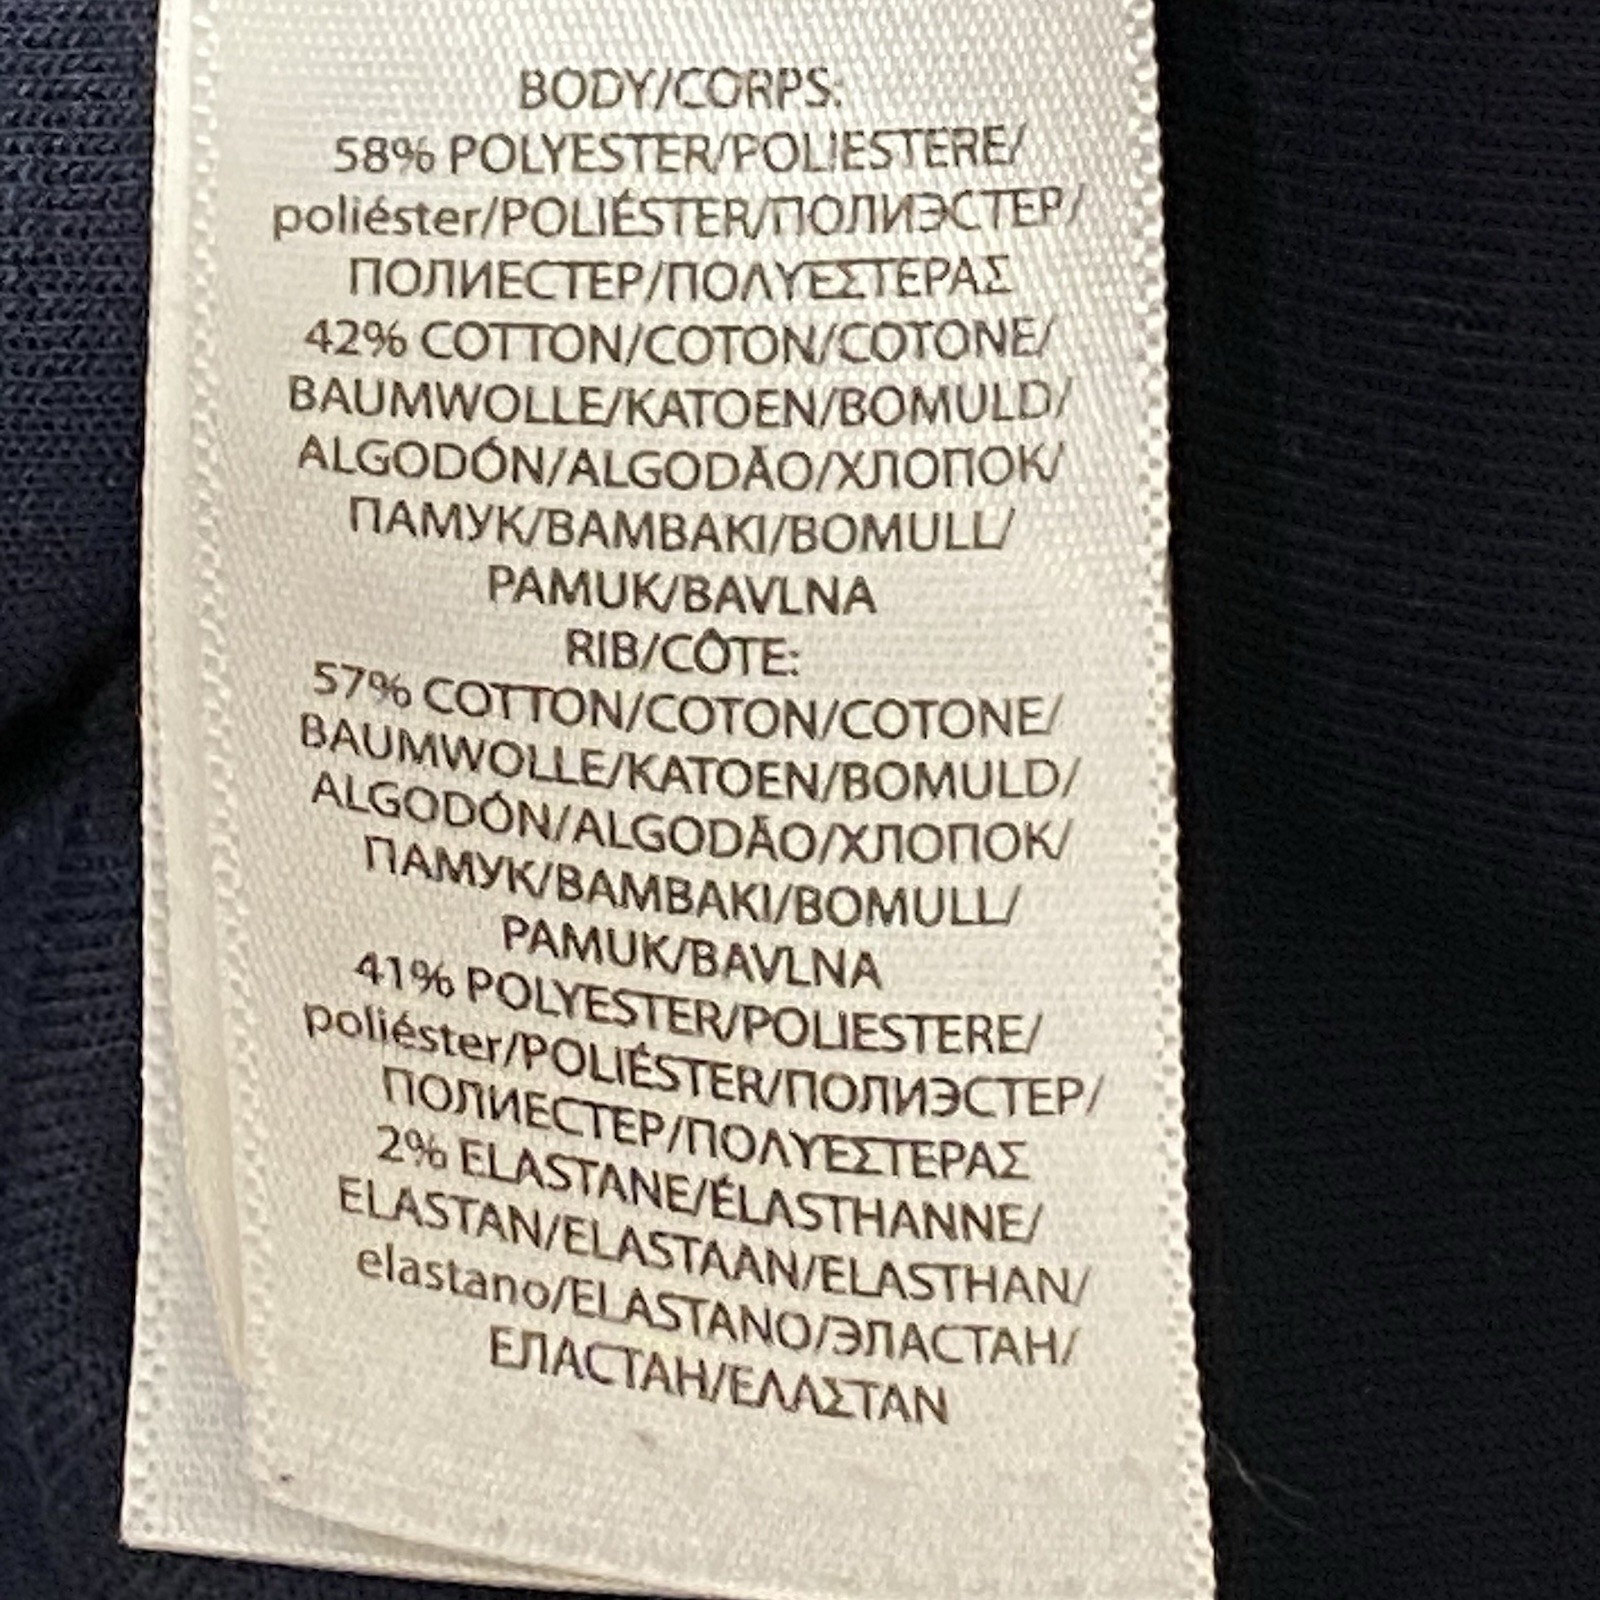 BODY/CORPS:
58% POLYESTER/POLIESTERE/
poliéster/POLIÉSTER/ПОЛИЭСТЕР/
ПОЛИЕСТЕР/ΠΟΛΥΕΣΤΕΡΑΣ
42% COTTON/COTON/COTONE/
BAUMWOLLE/KATOEN/BOMULD/
ALGODÓN/ALGODÃO/ХЛОПОК/
ПАМУК/BAMBAKI/BOMULL/
PAMUK/BAVLNA
RIB/CÔTE:
57% COTTON/COTON/COTONE/
BAUMWOLLE/KATOEN/BOMULD/
ALGODÓN/ALGODÃO/ХЛОПОК/
ПАМУК/BAMBAKI/BOMULL/
PAMUK/BAVLNA
41% POLYESTER/POLIESTERE/
poliéster/POLIÉSTER/ПОЛИЭСТЕР/
ПОЛИЕСТЕР/ΠΟΛΥΕΣΤΕΡΑΣ
2% ELASTANE/ÉLASTHANNE/
ELASTAN/ELASTAAN/ELASTHAN/
elastano/ELASTANO/ЭЛАСТАН/
ЕЛАСТАН/ΕΛΑΣΤΑΝ